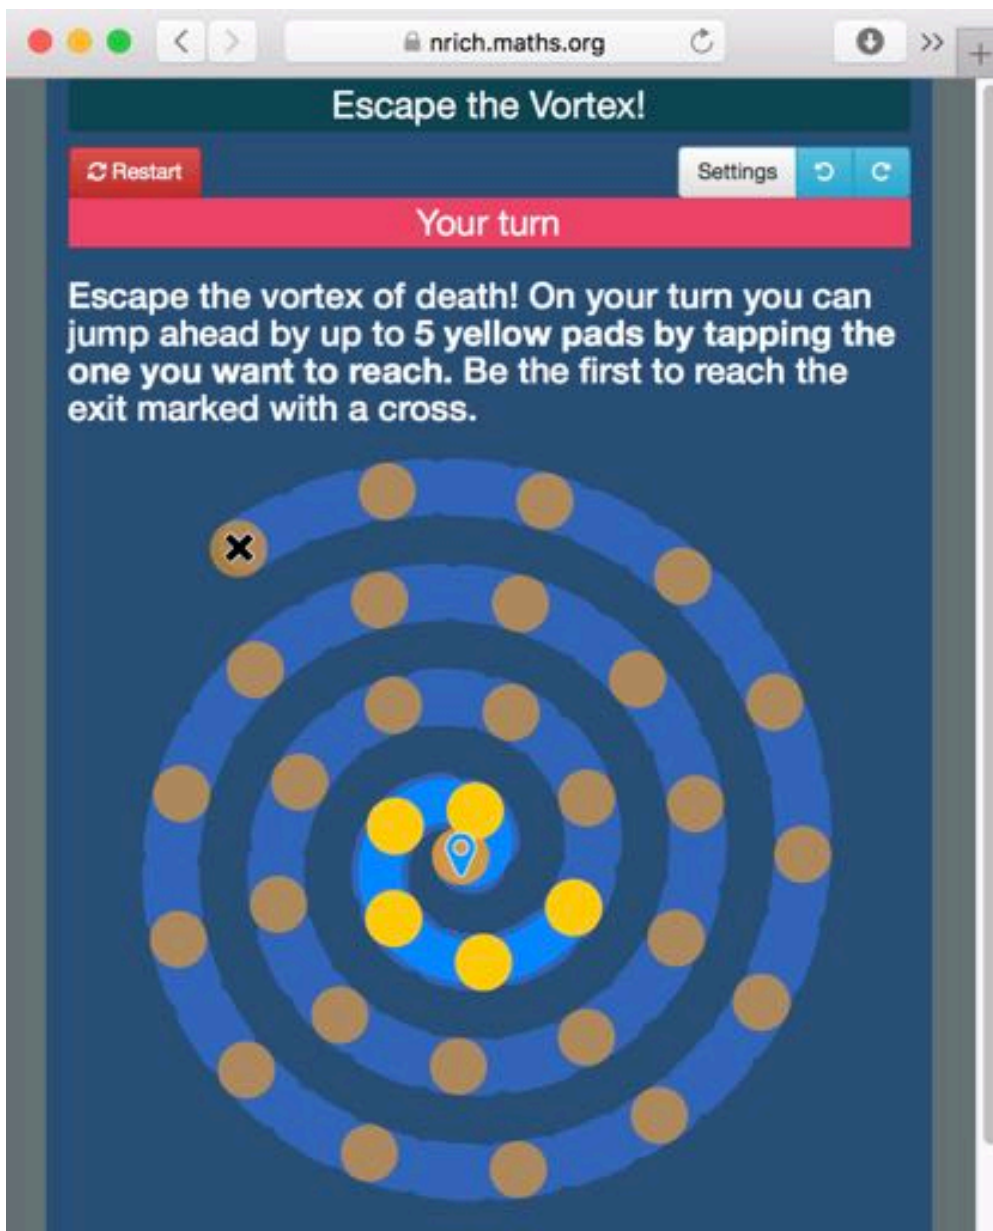 nrich.maths.org
Escape the Vortex!
Restart
Settings
Your turn
Escape the vortex of death! On your turn you can
jump ahead by up to 5 yellow pads by tapping the
one you want to reach. Be the first to reach the
exit marked with a cross.